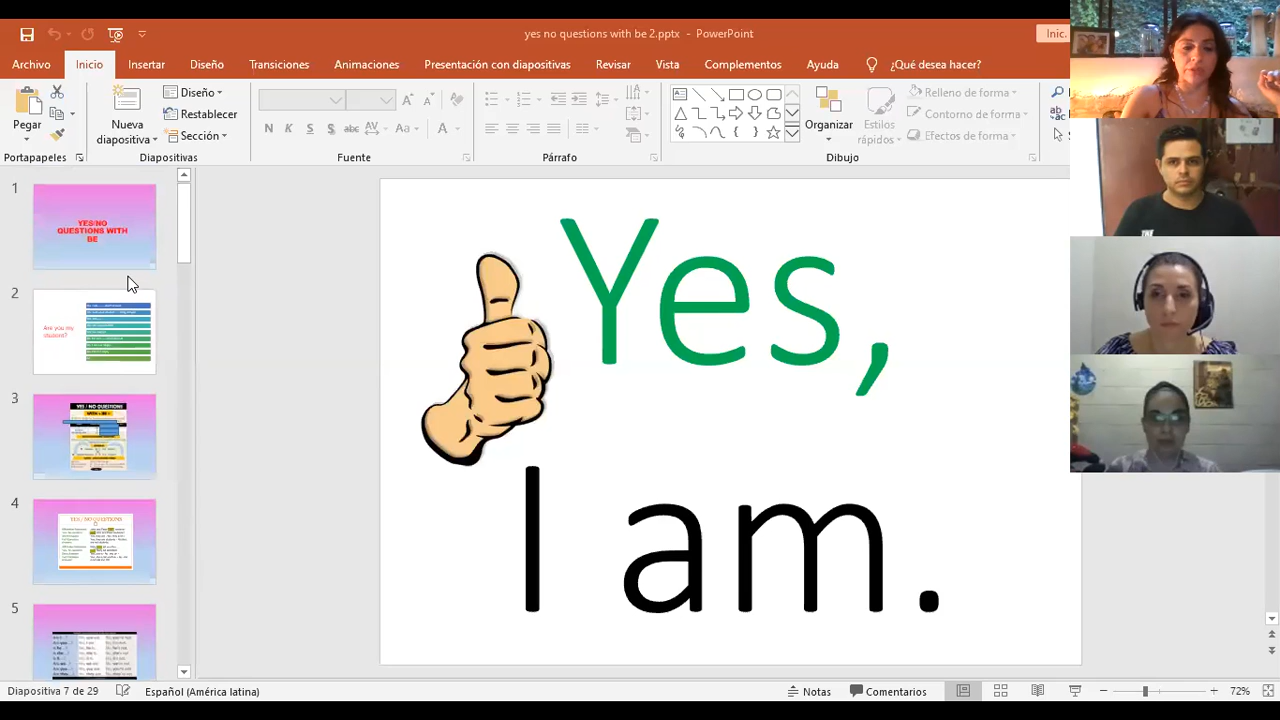 yes no questions with be 2.pptx - PowerPoint
Inic.
Archivo
Inicio
Insertar
Diseño
Transiciones
Animaciones
Presentación con diapositivas
Revisar
Vista
Complementos
Ayuda
¿Qué desea hacer?
Pegar
Nueva
diapositiva
Diseño
Restablecer
Sección
N K S abc AV Aa A
Organizar
Estilos
rápidos
Relleno de forma
Contorno de forma
Efectos de forma
Portapapeles
Diapositivas
Fuente
Párrafo
Dibujo
1
YES/NO
QUESTIONS WITH
BE
2
Are you my
student?
3
YES / NO QUESTIONS
4
YES / NO QUESTIONS
5
Yes,
I am.
Diapositiva 7 de 29
Español (América latina)
Notas
Comentarios
72%